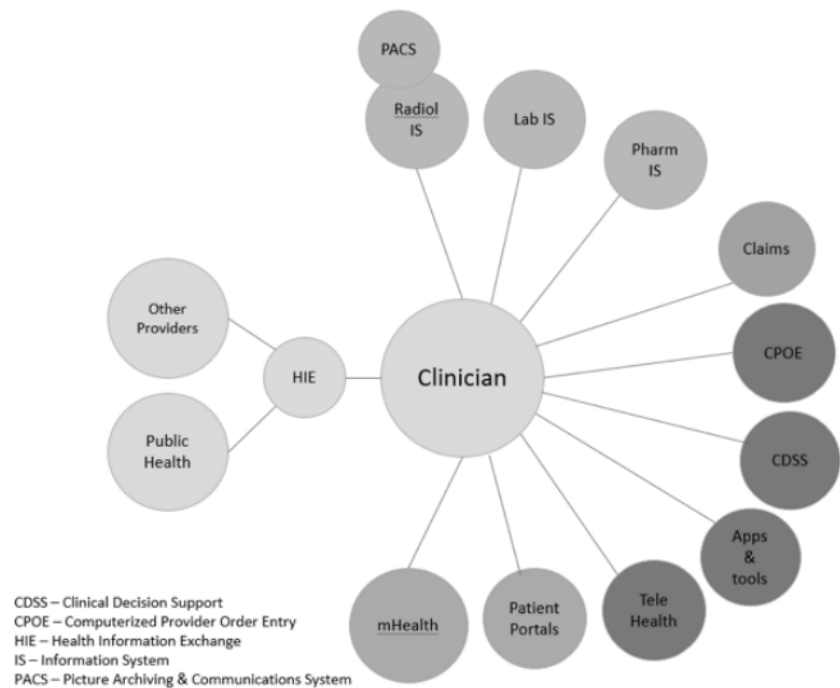 PACS
Radiol
IS
Lab IS
Pharm
IS
Claims
Other
Providers
CPOE
HIE
Clinician
Public
Health
CDSS
Apps
&
tools
Tele
Health
Patient
Portals
mHealth
CDSS – Clinical Decision Support
CPOE – Computerized Provider Order Entry
HIE – Health Information Exchange
IS – Information System
PACS – Picture Archiving & Communications System